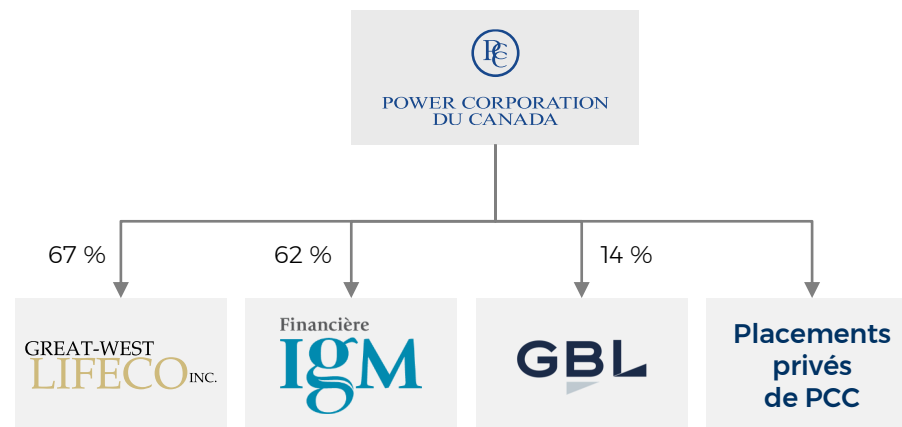 PCC
POWER CORPORATION
DU CANADA
67 %
62 %
14 %
GREAT-WEST
LIFECO INC.
Financière
IgM
GBL
Placements
privés
de PCC